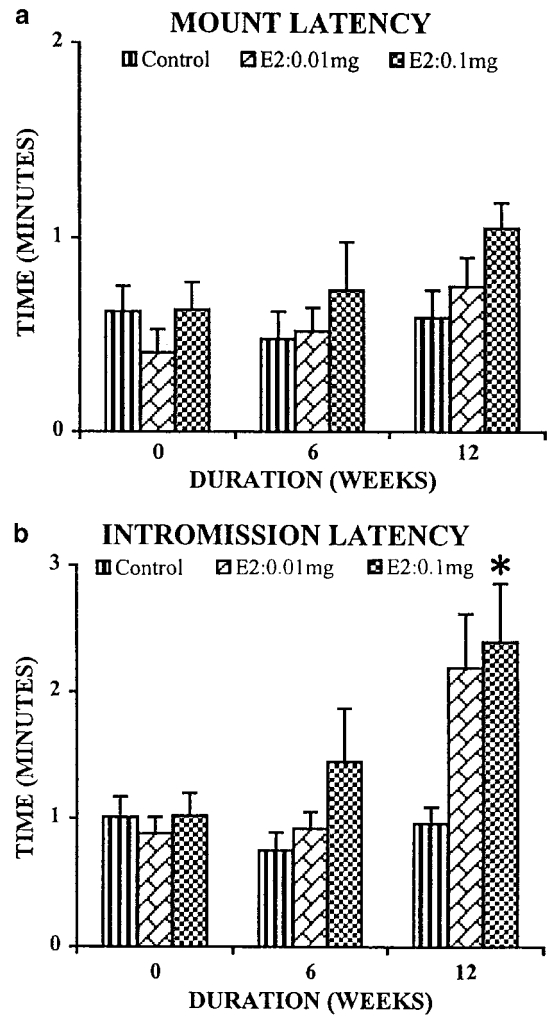 a
MOUNT LATENCY
Control E2:0.01mg E2:0.1mg
TIME (MINUTES)
2
1
0
0 6 12
DURATION (WEEKS)
b
INTROMISSION LATENCY
Control E2:0.01mg E2:0.1mg *
TIME (MINUTES)
3
2
1
0
0 6 12
DURATION (WEEKS)